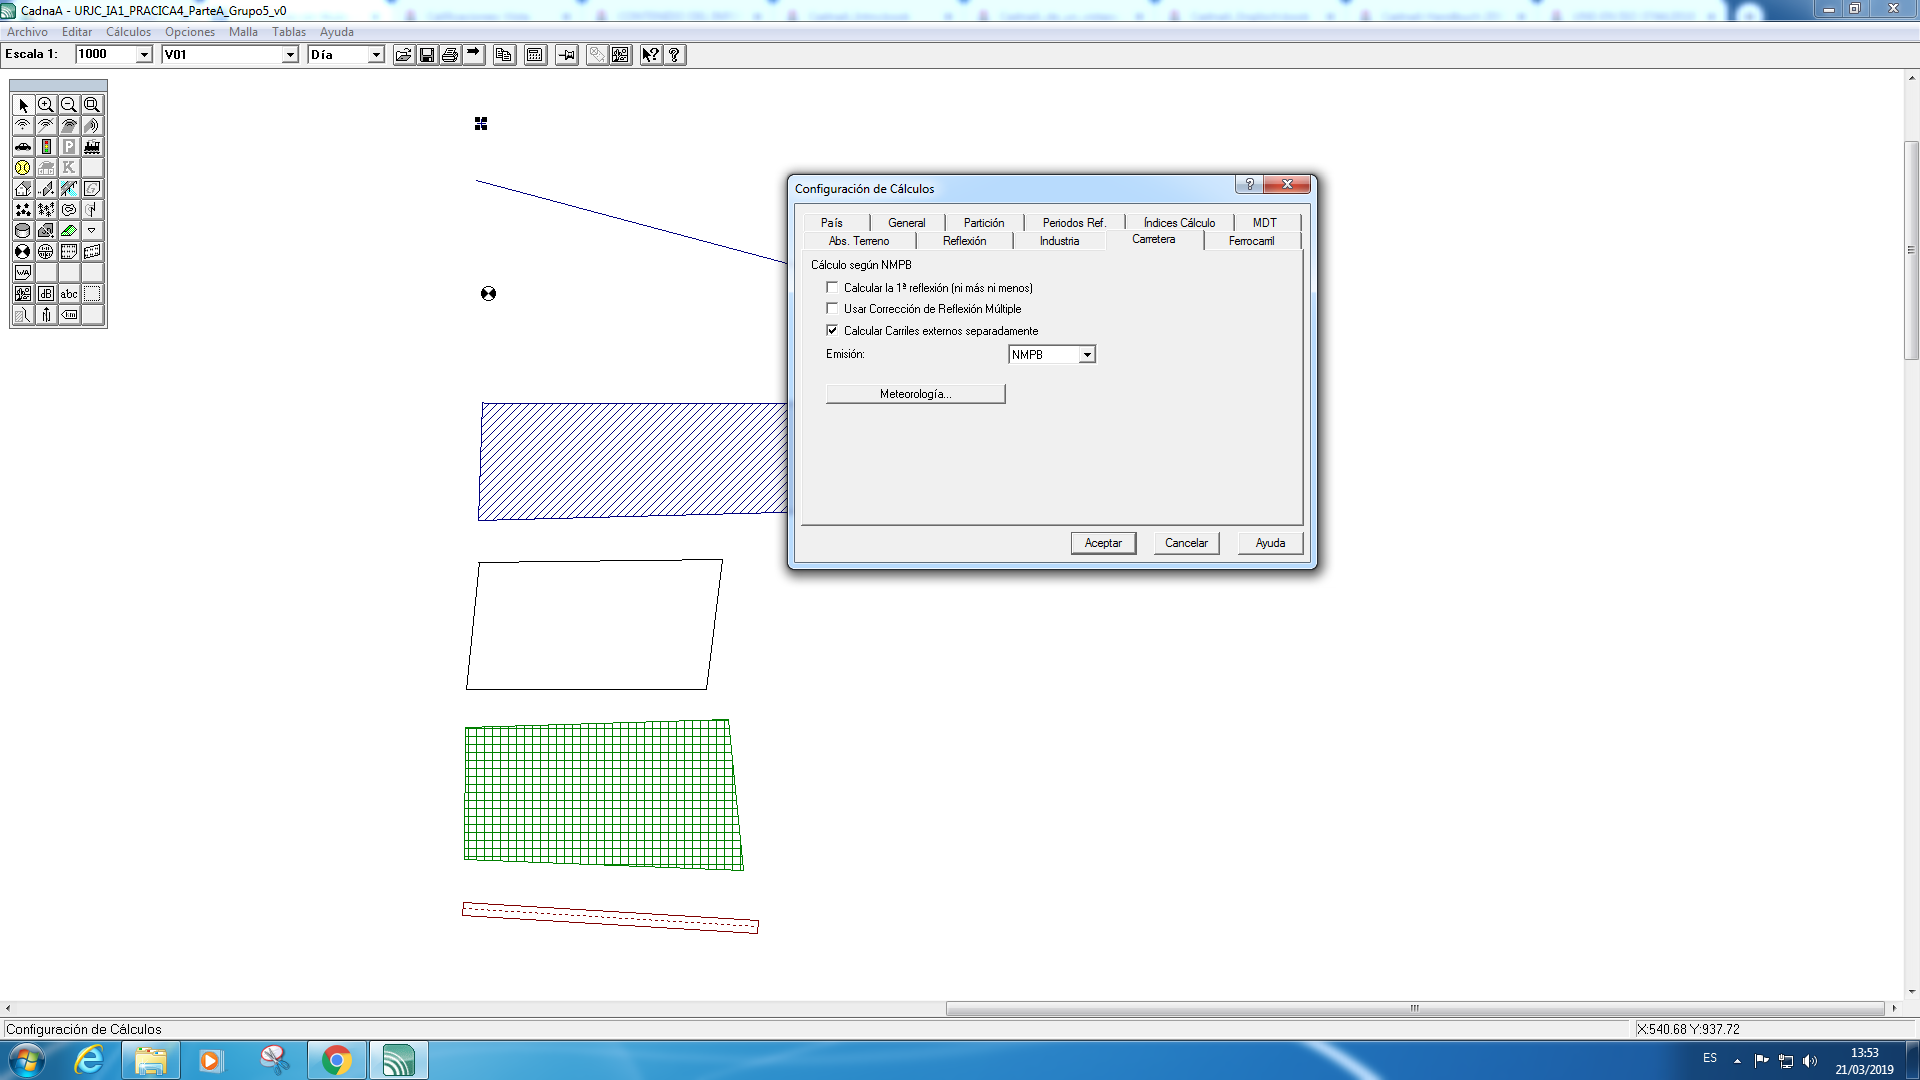 CadnaA - URJC_IA1_PRACICA4_ParteA_Grupo5_v0
Archivo Editar Cálculos Opciones Malla Tablas Ayuda
Escala 1: 1000 V01 Día
P
K
G
VA
dB abc
Configuración de Cálculos
País General Partición Periodos Ref. Índices Cálculo MDT
Abs. Terreno Reflexión Industria Carretera Ferrocarril
Cálculo según NMPB
Calcular la 1ª reflexión (ni más ni menos)
Usar Corrección de Reflexión Múltiple
Calcular Carriles externos separadamente
Emisión: NMPB
Meteorología...
Aceptar Cancelar Ayuda
Configuración de Cálculos X:540.68 Y:937.72
ES 13:53
21/03/2019